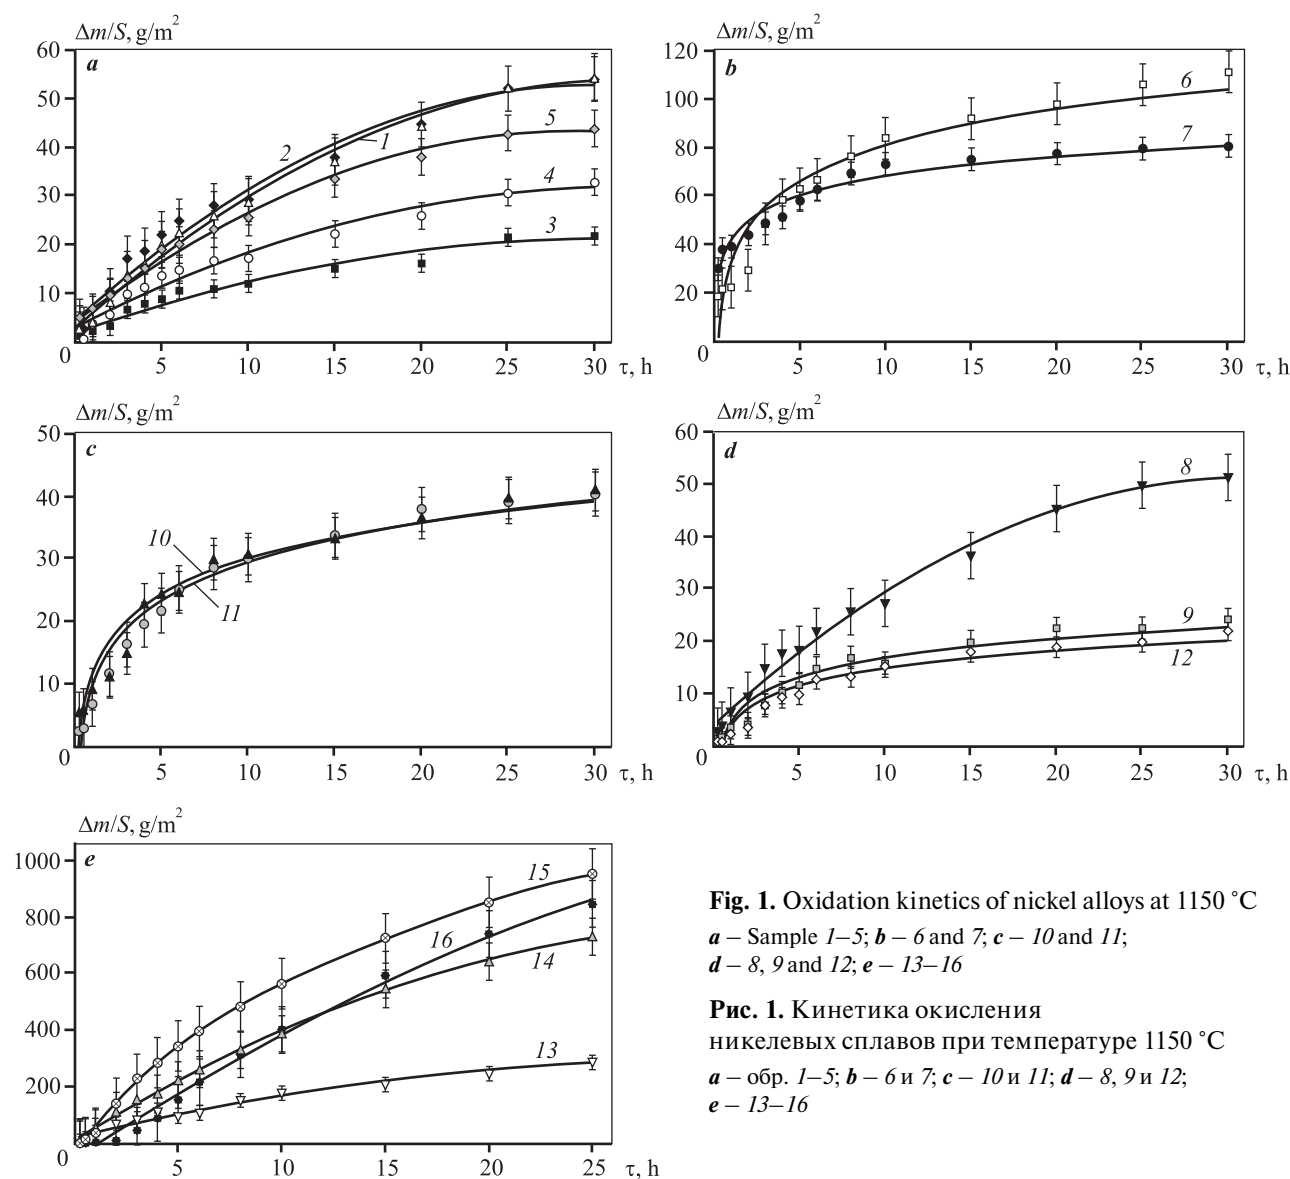 Δm/S, g/m²
60
50
40
30
20
10
0
a
2
1
5
4
3
5 10 15 20 25 30 τ, h
Δm/S, g/m²
120
100
80
60
40
20
0
b
6
7
5 10 15 20 25 30 τ, h
Δm/S, g/m²
50
40
30
20
10
0
c
10
11
5 10 15 20 25 30 τ, h
Δm/S, g/m²
60
50
40
30
20
10
0
d
8
9
12
5 10 15 20 25 30 τ, h
Δm/S, g/m²
1000
800
600
400
200
0
e
15
16
14
13
5 10 15 20 25 τ, h
Fig. 1. Oxidation kinetics of nickel alloys at 1150 °C
a – Sample 1–5; b – 6 and 7; c – 10 and 11;
d – 8, 9 and 12; e – 13–16
Рис. 1. Кинетика окисления
никелевых сплавов при температуре 1150 °C
a – обр. 1–5; b – 6 и 7; c – 10 и 11; d – 8, 9 и 12;
e – 13–16